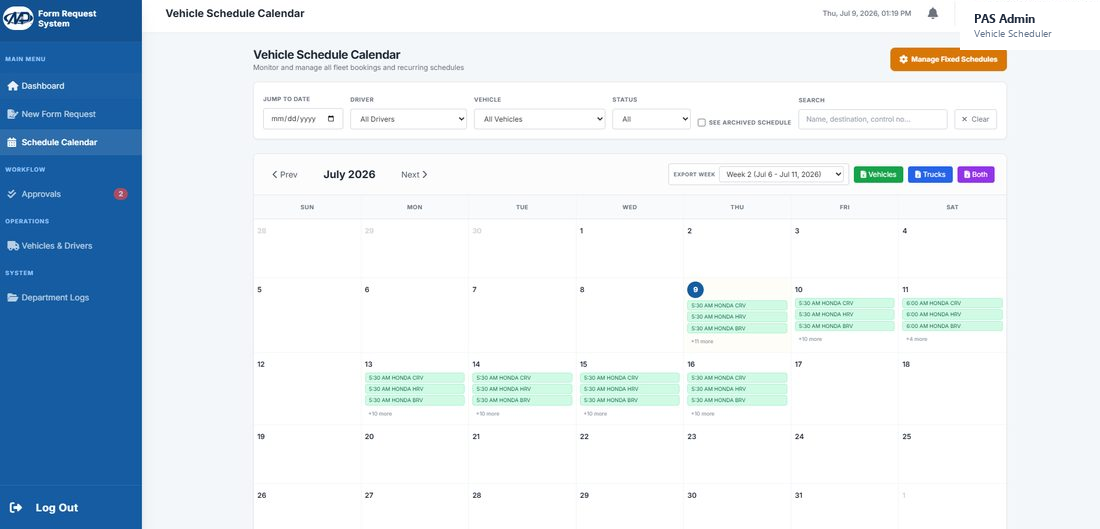 Form Request
System
Vehicle Schedule Calendar
Thu, Jul 9, 2026, 01:19 PM
PAS Admin
Vehicle Scheduler
MAIN MENU
Dashboard
New Form Request
Schedule Calendar
WORKFLOW
Approvals 2
OPERATIONS
Vehicles & Drivers
SYSTEM
Department Logs
Log Out
Vehicle Schedule Calendar
Monitor and manage all fleet bookings and recurring schedules
Manage Fixed Schedules
JUMP TO DATE DRIVER VEHICLE STATUS SEARCH
mm/dd/yyyy All Drivers All Vehicles All SEE ARCHIVED SCHEDULE Name, destination, control no... Clear
Prev July 2026 Next EXPORT WEEK Week 2 (Jul 6 - Jul 11, 2026) Vehicles Trucks Both
SUN MON TUE WED THU FRI SAT
28 29 30 1 2 3 4
5 6 7 8 9 10 11
5:30 AM HONDA CRV 5:30 AM HONDA CRV 6:00 AM HONDA CRV
5:30 AM HONDA HRV 5:30 AM HONDA HRV 6:00 AM HONDA HRV
5:30 AM HONDA BRV 5:30 AM HONDA BRV 6:00 AM HONDA BRV
+11 more +10 more +4 more
12 13 14 15 16 17 18
5:30 AM HONDA CRV 5:30 AM HONDA CRV 5:30 AM HONDA CRV 5:30 AM HONDA CRV
5:30 AM HONDA HRV 5:30 AM HONDA HRV 5:30 AM HONDA HRV 5:30 AM HONDA HRV
5:30 AM HONDA BRV 5:30 AM HONDA BRV 5:30 AM HONDA BRV 5:30 AM HONDA BRV
+10 more +10 more +10 more +10 more
19 20 21 22 23 24 25
26 27 28 29 30 31 1